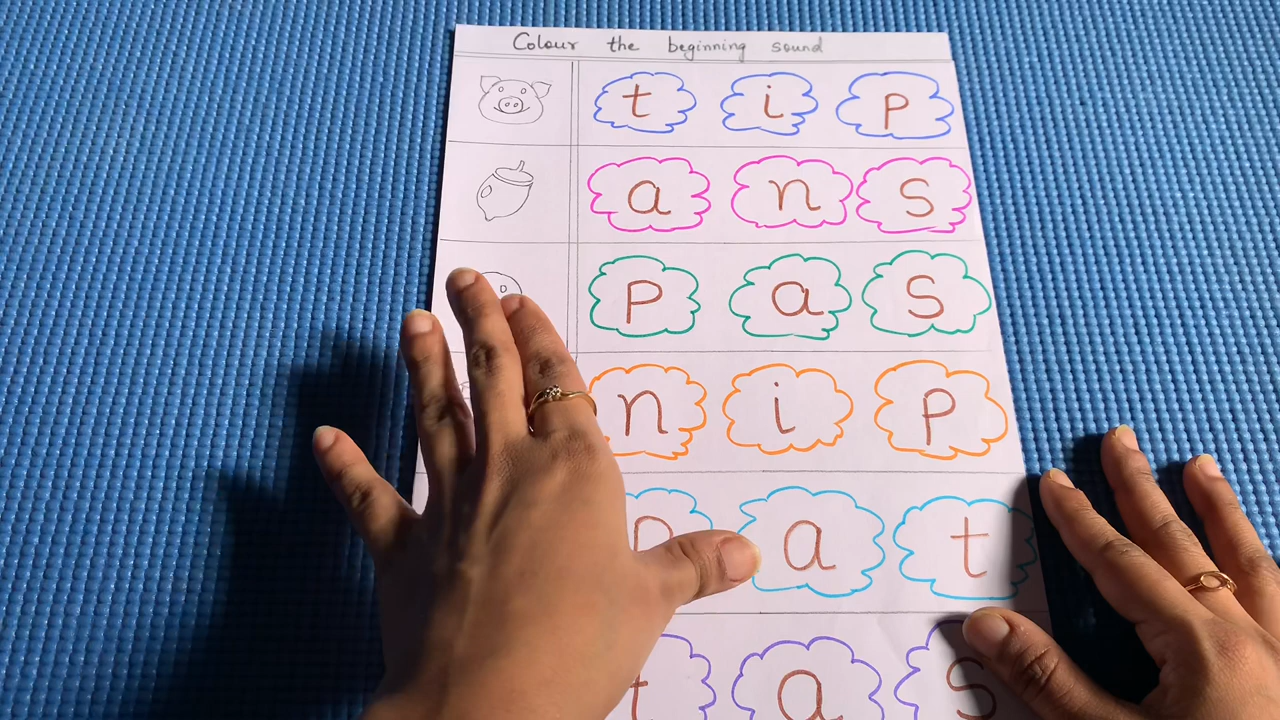 Colour the beginning sound
t i p
a n s
p a s
n i p
a t
t a s